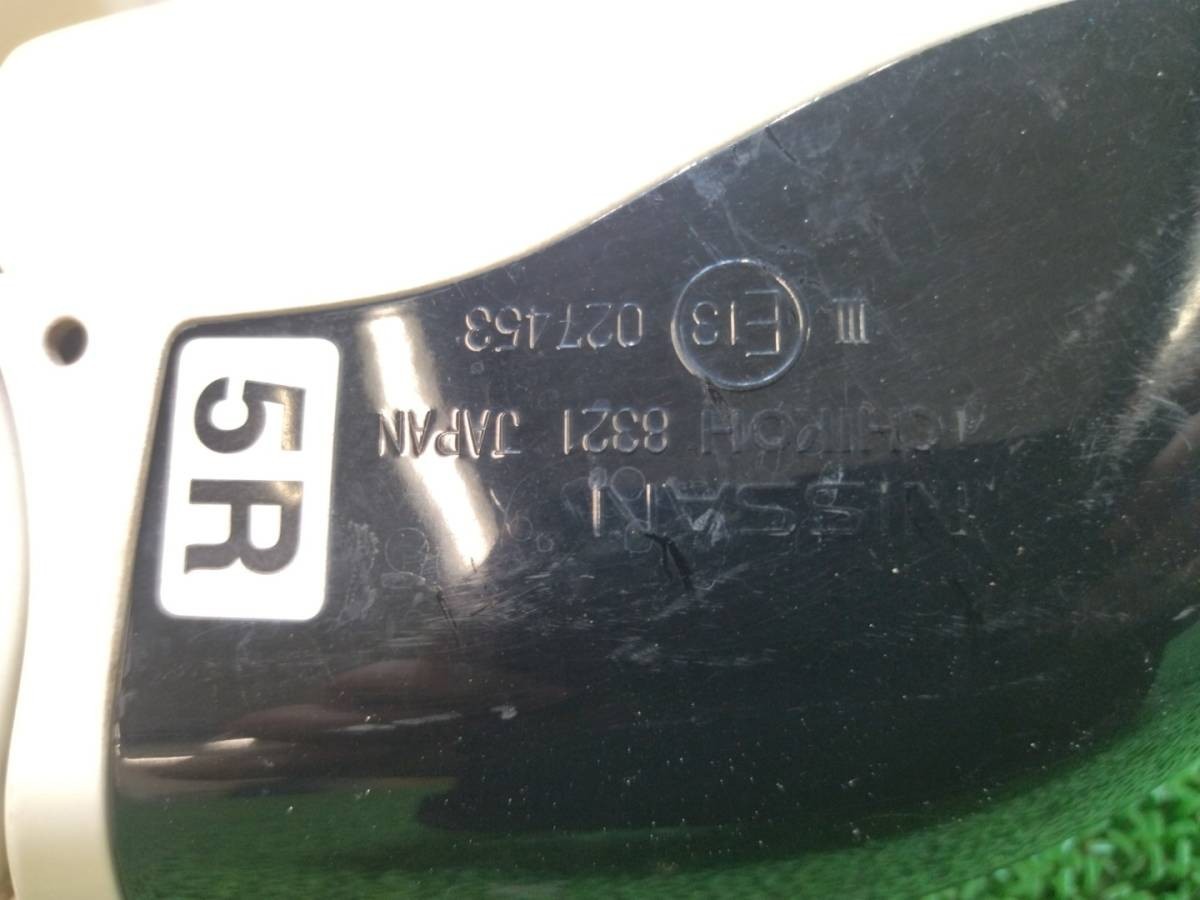 NISSAN
ICHIKOH 8321 JAPAN
III E13 027453
5R